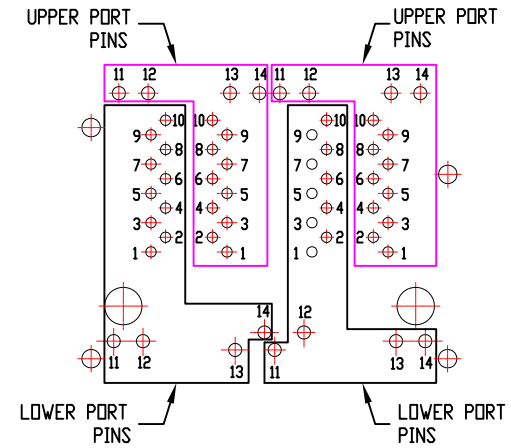 UPPER PORT
PINS
UPPER PORT
PINS
11 12 13 14 11 12 13 14
10 10 10 10
9 9 9 9
8 8 8 8
7 7 7 7
6 6 6 6
5 5 5 5
4 4 4 4
3 3 3 3
2 2 2 2
1 1 1 1
14 12
11 12 13 11 13 14
LOWER PORT
PINS
LOWER PORT
PINS